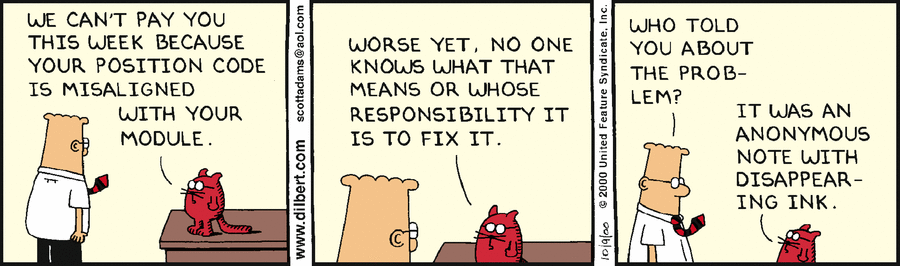 WE CAN'T PAY YOU
THIS WEEK BECAUSE
YOUR POSITION CODE
IS MISALIGNED
WITH YOUR
MODULE.
www.dilbert.com
scottadams@aol.com
WORSE YET, NO ONE
KNOWS WHAT THAT
MEANS OR WHOSE
RESPONSIBILITY IT
IS TO FIX IT.
10/9/00
© 2000 United Feature Syndicate, Inc.
WHO TOLD
YOU ABOUT
THE PROB-
LEM?
IT WAS AN
ANONYMOUS
NOTE WITH
DISAPPEAR-
ING INK.